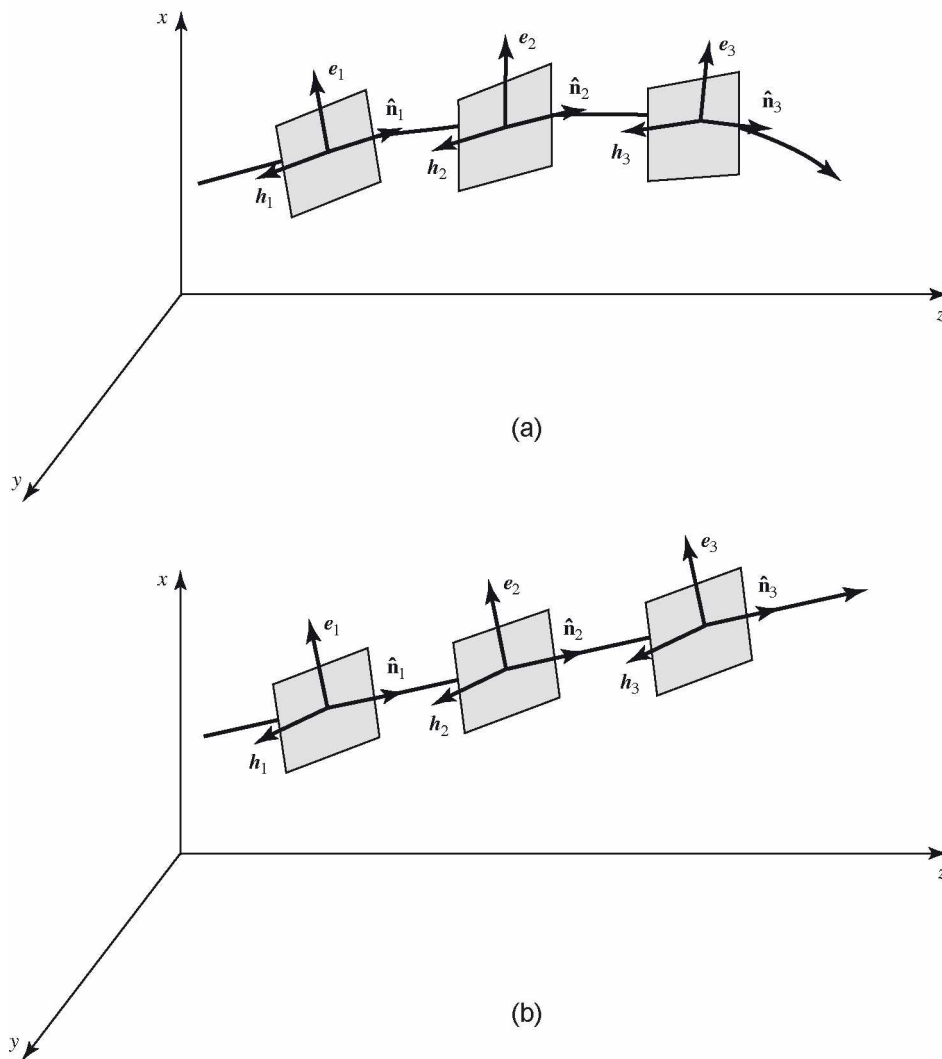 x
e₁
n̂₁
h₁
e₂
n̂₂
h₂
e₃
n̂₃
h₃
z
y
(a)
x
e₁
n̂₁
h₁
e₂
n̂₂
h₂
e₃
n̂₃
h₃
z
y
(b)